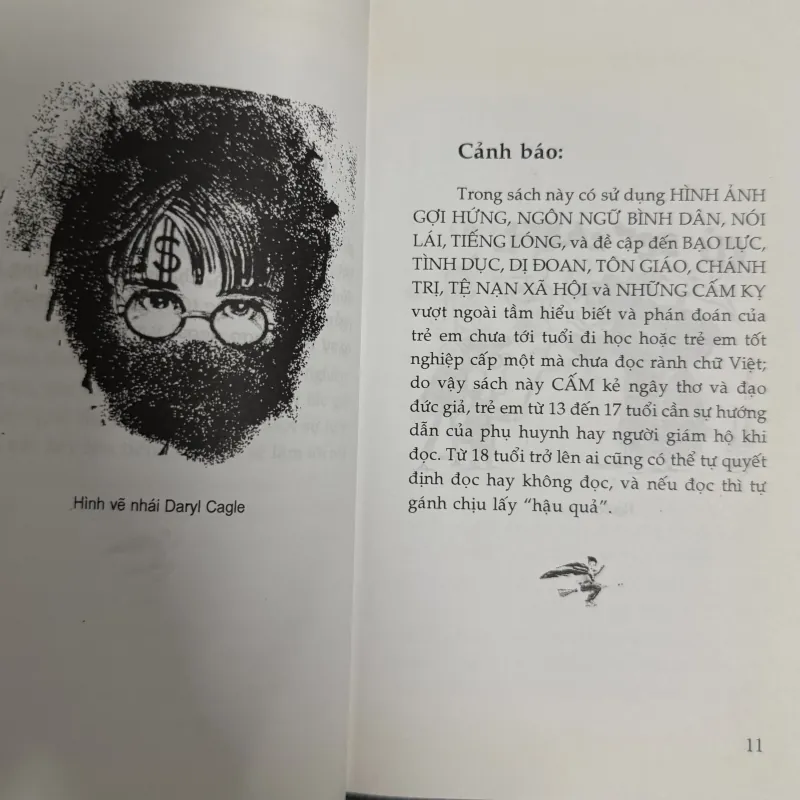 $
Hình vẽ nhái Daryl Cagle
Cảnh báo:
Trong sách này có sử dụng HÌNH ẢNH
GỢI HỨNG, NGÔN NGỮ BÌNH DÂN, NÓI
LÁI, TIẾNG LÓNG, và đề cập đến BẠO LỰC,
TÌNH DỤC, DỊ ĐOAN, TÔN GIÁO, CHÁNH
TRỊ, TỆ NẠN XÃ HỘI và NHỮNG CẤM KỴ
vượt ngoài tầm hiểu biết và phán đoán của
trẻ em chưa tới tuổi đi học hoặc trẻ em tốt
nghiệp cấp một mà chưa đọc rành chữ Việt;
do vậy sách này CẤM kẻ ngây thơ và đạo
đức giả, trẻ em từ 13 đến 17 tuổi cần sự hướng
dẫn của phụ huynh hay người giám hộ khi
đọc. Từ 18 tuổi trở lên ai cũng có thể tự quyết
định đọc hay không đọc, và nếu đọc thì tự
gánh chịu lấy “hậu quả”.
11